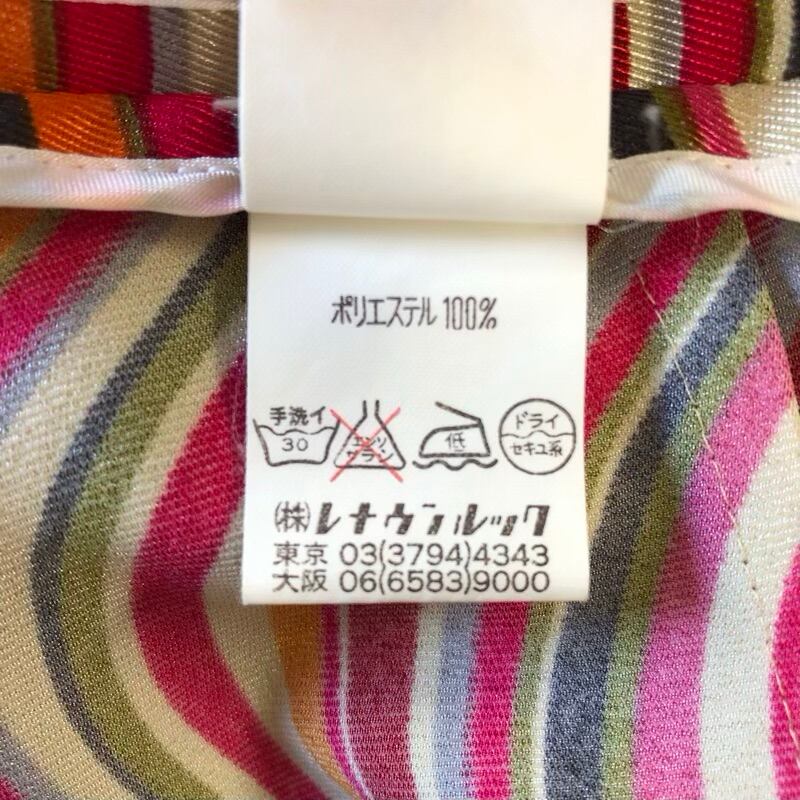 ポリエステル 100%
手洗イ
30
エンソ
サラシ
低
ドライ
セキユ系
(株)レナウンルック
東京 03(3794)4343
大阪 06(6583)9000